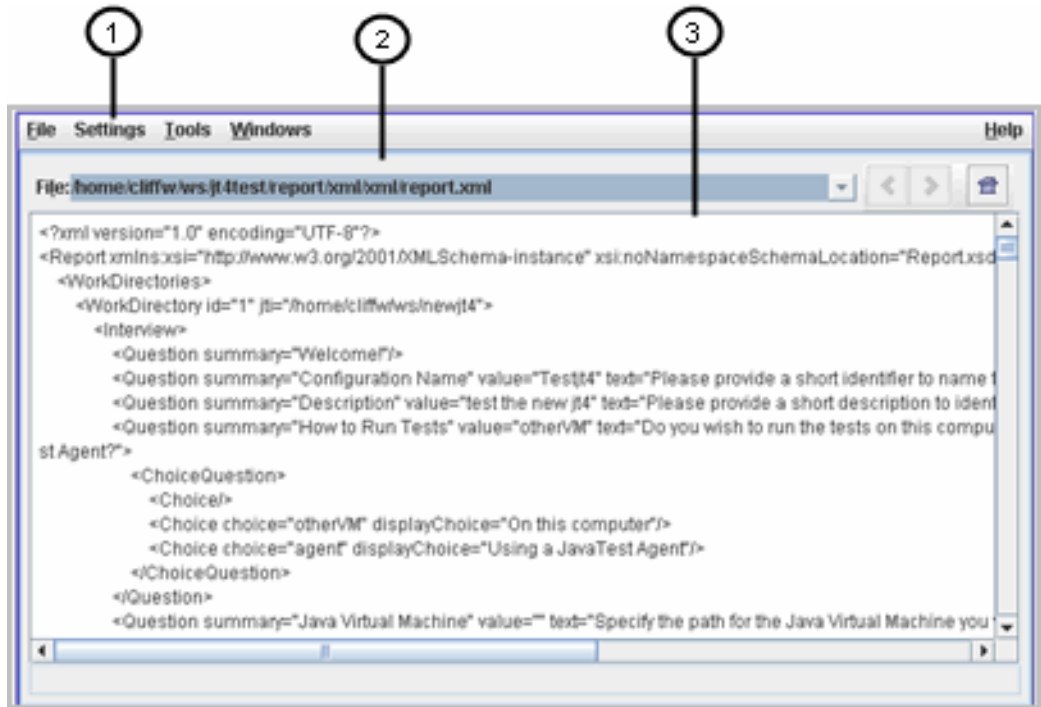 1 2 3
File Settings Tools Windows Help
File: /home/cliffw/ws/jt4test/report/xml/xml/report.xml
<?xml version="1.0" encoding="UTF-8"?>
<Report xmlns:xsi="http://www.w3.org/2001/XMLSchema-instance" xsi:noNamespaceSchemaLocation="Report.xsd
<WorkDirectories>
<WorkDirectory id="1" jti="/home/cliffw/ws/newjt4">
<Interview>
<Question summary="Welcome!"/>
<Question summary="Configuration Name" value="Testjt4" text="Please provide a short identifier to name t
<Question summary="Description" value="test the new jt4" text="Please provide a short description to ident
<Question summary="How to Run Tests" value="otherVM" text="Do you wish to run the tests on this compu
st Agent?">
<ChoiceQuestion>
<Choice/>
<Choice choice="otherVM" displayChoice="On this computer"/>
<Choice choice="agent" displayChoice="Using a JavaTest Agent"/>
</ChoiceQuestion>
</Question>
<Question summary="Java Virtual Machine" value="" text="Specify the path for the Java Virtual Machine you